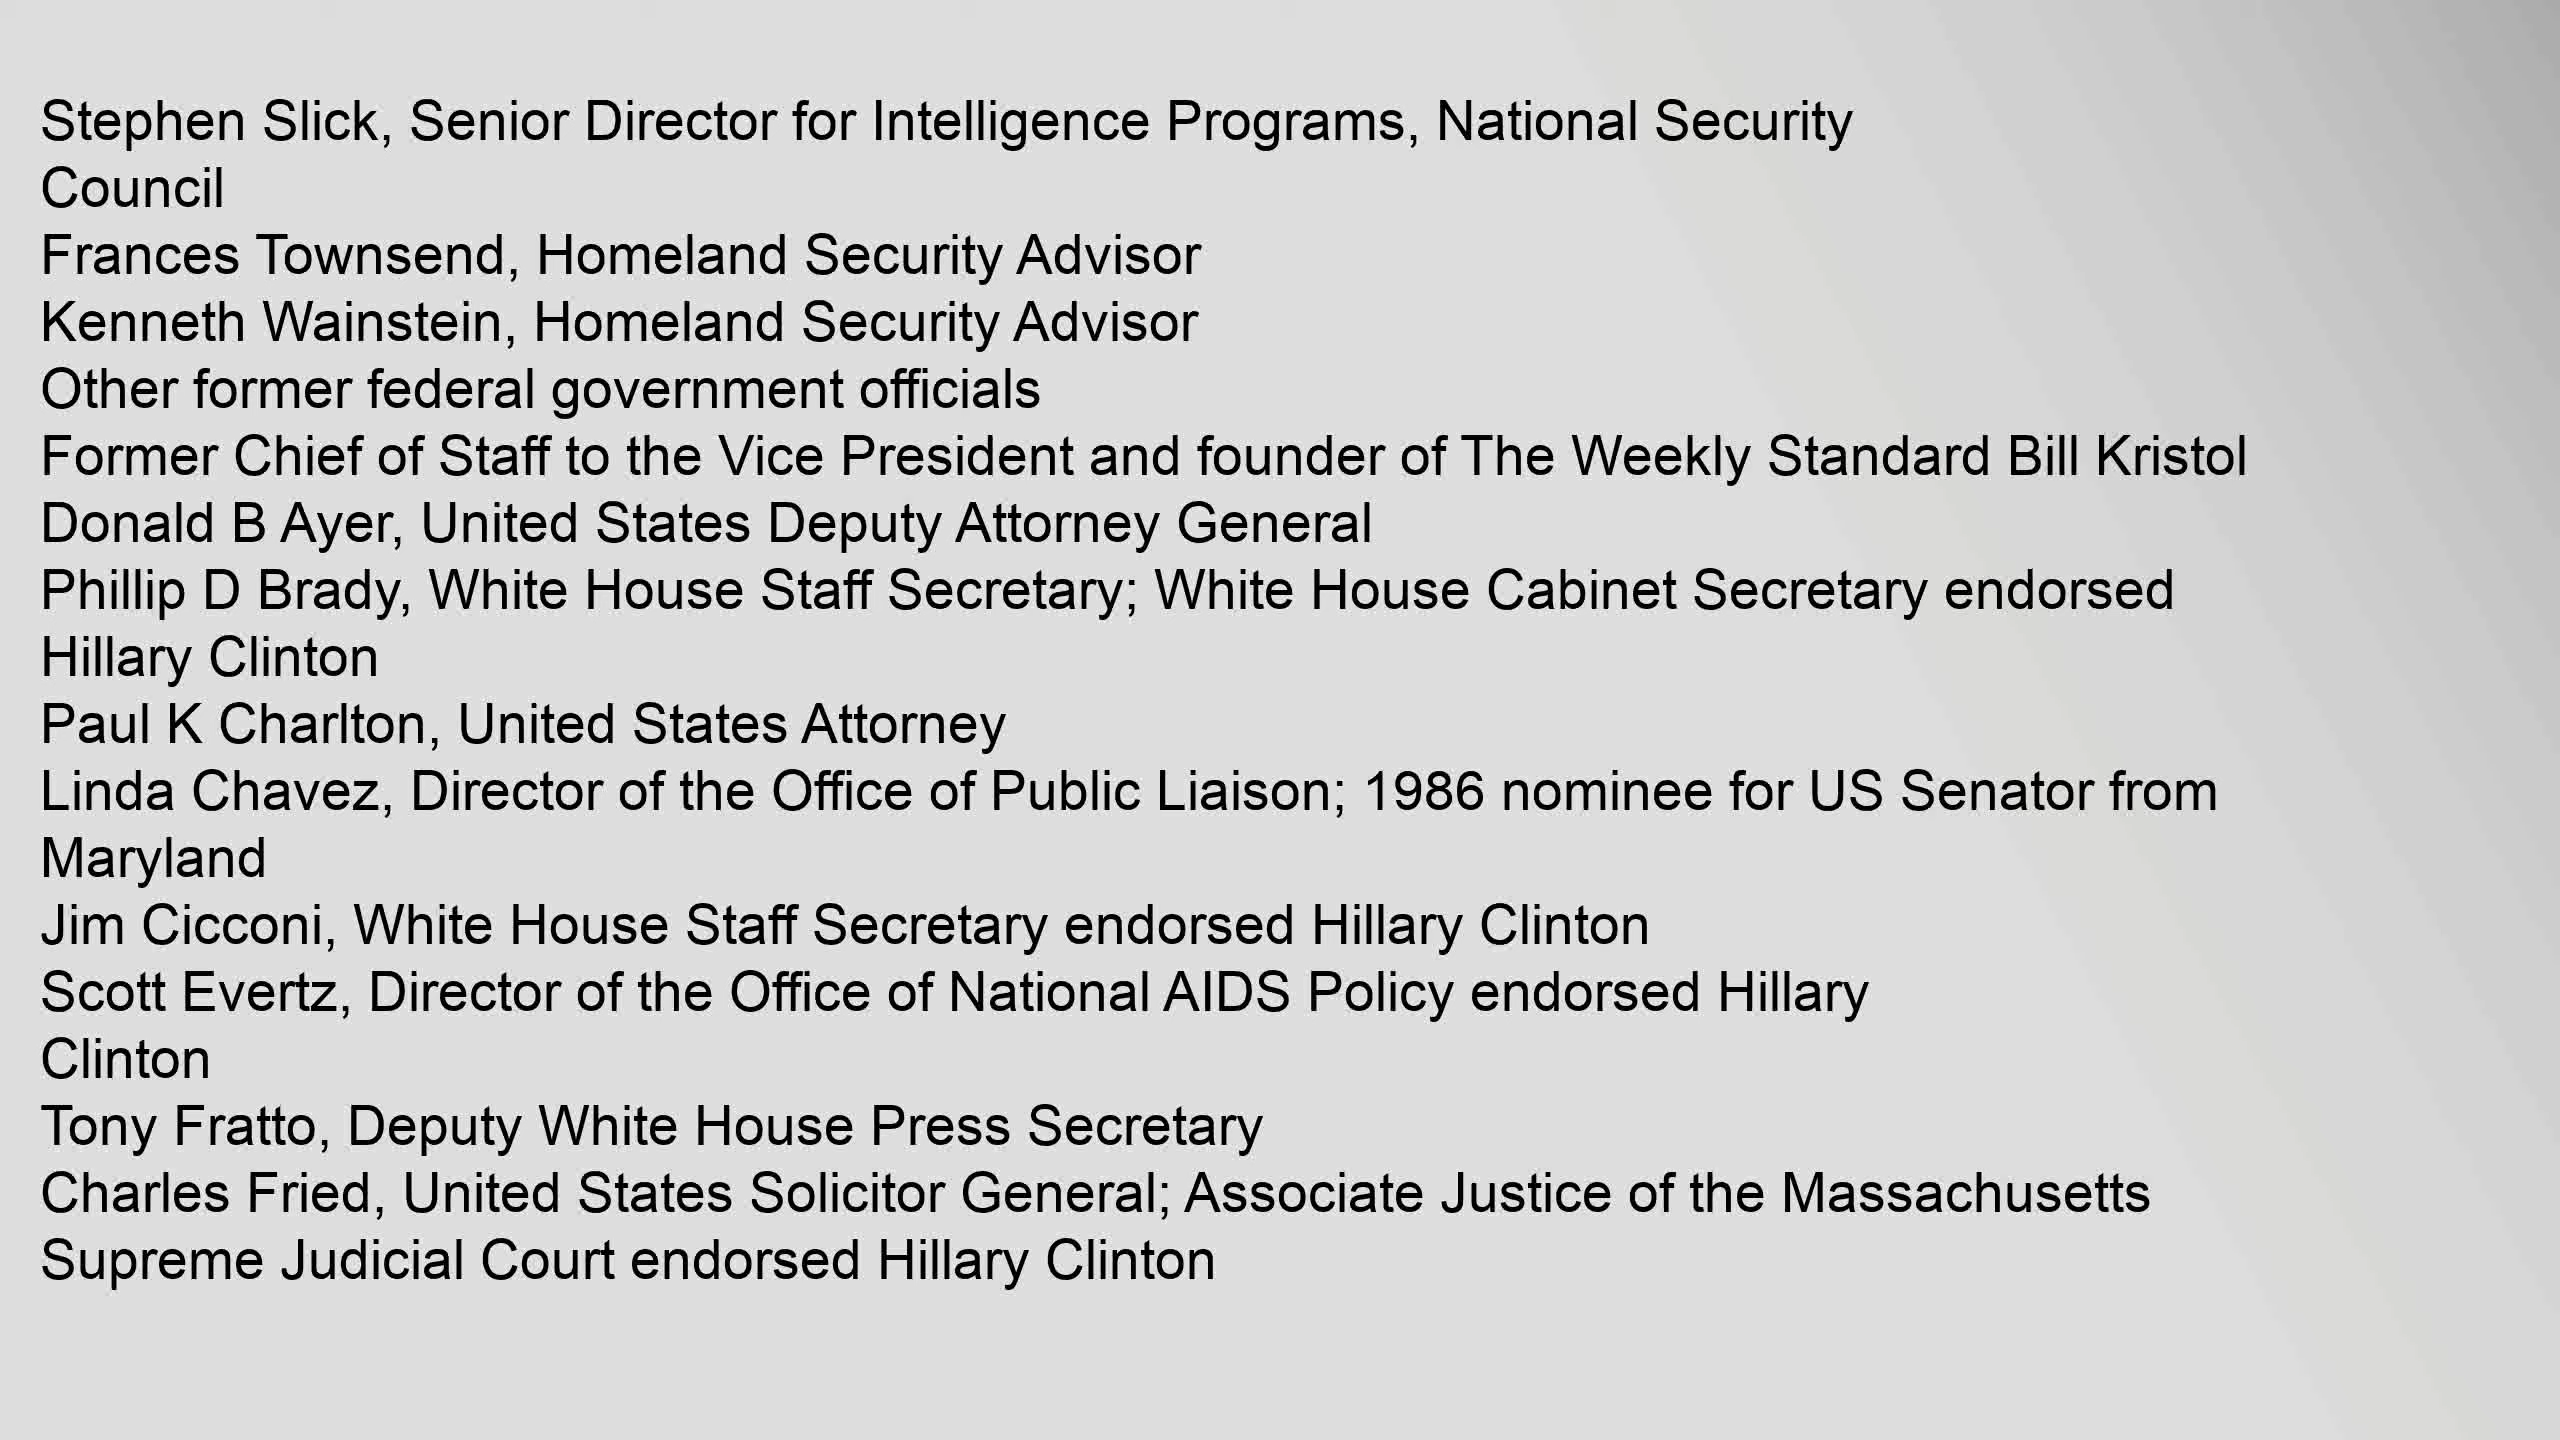 Stephen Slick, Senior Director for Intelligence Programs, National Security
Council
Frances Townsend, Homeland Security Advisor
Kenneth Wainstein, Homeland Security Advisor
Other former federal government officials
Former Chief of Staff to the Vice President and founder of The Weekly Standard Bill Kristol
Donald B Ayer, United States Deputy Attorney General
Phillip D Brady, White House Staff Secretary; White House Cabinet Secretary endorsed
Hillary Clinton
Paul K Charlton, United States Attorney
Linda Chavez, Director of the Office of Public Liaison; 1986 nominee for US Senator from
Maryland
Jim Cicconi, White House Staff Secretary endorsed Hillary Clinton
Scott Evertz, Director of the Office of National AIDS Policy endorsed Hillary
Clinton
Tony Fratto, Deputy White House Press Secretary
Charles Fried, United States Solicitor General; Associate Justice of the Massachusetts
Supreme Judicial Court endorsed Hillary Clinton